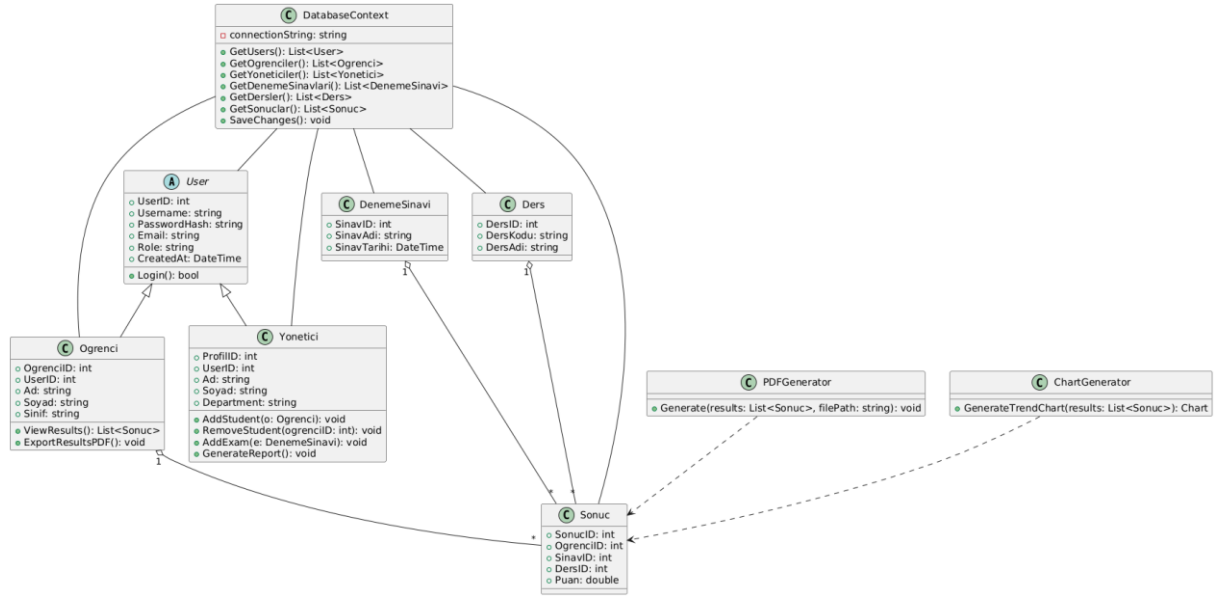 C DatabaseContext
connectionString: string
GetUsers(): List<User>
GetOgrenciler(): List<Ogrenci>
GetYoneticiler(): List<Yonetici>
GetDenemeSinavlari(): List<DenemeSinavi>
GetDersler(): List<Ders>
GetSonuclar(): List<Sonuc>
SaveChanges(): void
A User
UserID: int
Username: string
PasswordHash: string
Email: string
Role: string
CreatedAt: DateTime
Login(): bool
C DenemeSinavi
SinavID: int
SinavAdi: string
SinavTarihi: DateTime
1
C Ders
DersID: int
DersKodu: string
DersAdi: string
1
C Ogrenci
OgrenciID: int
UserID: int
Ad: string
Soyad: string
Sinif: string
ViewResults(): List<Sonuc>
ExportResultsPDF(): void
1
C Yonetici
ProfilID: int
UserID: int
Ad: string
Soyad: string
Department: string
AddStudent(o: Ogrenci): void
RemoveStudent(ogrenciID: int): void
AddExam(e: DenemeSinavi): void
GenerateReport(): void
C PDFGenerator
Generate(results: List<Sonuc>, filePath: string): void
C ChartGenerator
GenerateTrendChart(results: List<Sonuc>): Chart
*
*
*
C Sonuc
SonucID: int
OgrenciID: int
SinavID: int
DersID: int
Puan: double